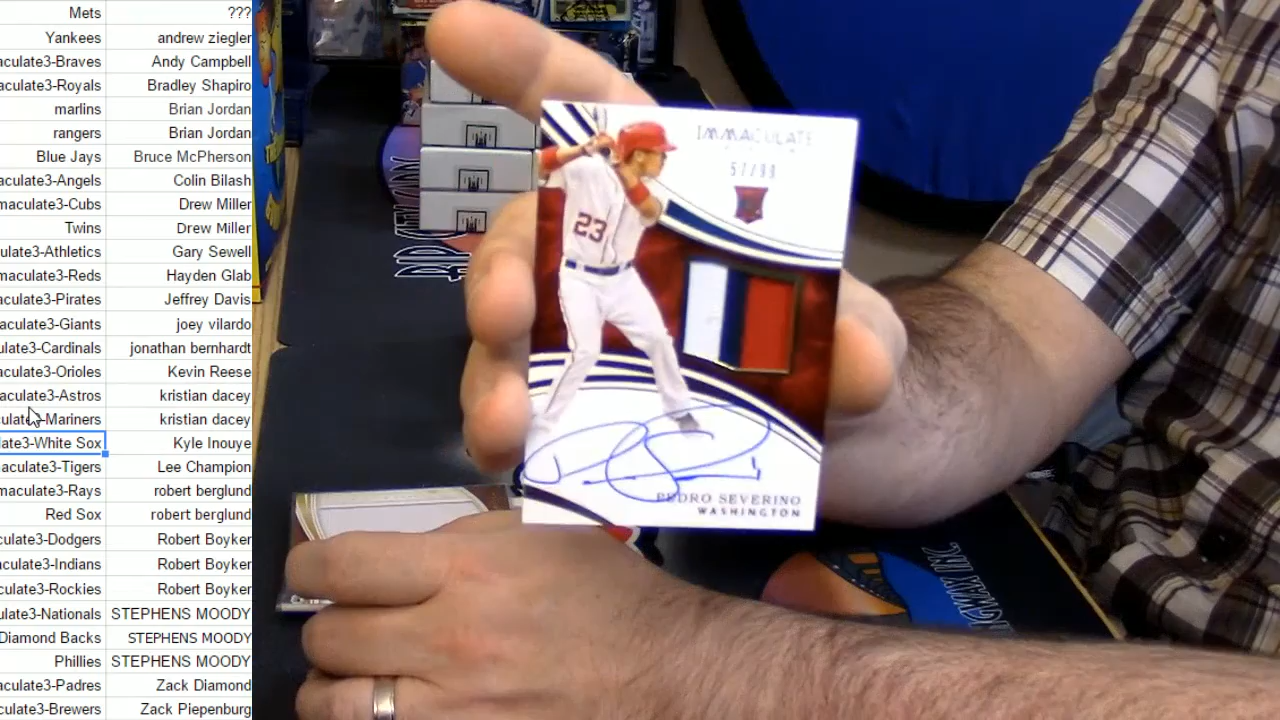 Mets ???
Yankees andrew ziegler
aculate3-Braves Andy Campbell
aculate3-Royals Bradley Shapiro
marlins Brian Jordan
rangers Brian Jordan
Blue Jays Bruce McPherson
aculate3-Angels Colin Bilash
maculate3-Cubs Drew Miller
Twins Drew Miller
ulate3-Athletics Gary Sewell
maculate3-Reds Hayden Glab
maculate3-Pirates Jeffrey Davis
aculate3-Giants joey vilardo
ulate3-Cardinals jonathan bernhardt
aculate3-Orioles Kevin Reese
aculate3-Astros kristian dacey
culate3-Mariners kristian dacey
late3-White Sox Kyle Inouye
aculate3-Tigers Lee Champion
maculate3-Rays robert berglund
Red Sox robert berglund
culate3-Dodgers Robert Boyker
aculate3-Indians Robert Boyker
culate3-Rockies Robert Boyker
ulate3-Nationals STEPHENS MOODY
Diamond Backs STEPHENS MOODY
Phillies STEPHENS MOODY
aculate3-Padres Zack Diamond
culate3-Brewers Zack Piepenburg
IMMACULATE
57/99
23
PEDRO SEVERINO
WASHINGTON
RIP CITY
HIGHWAY INC.